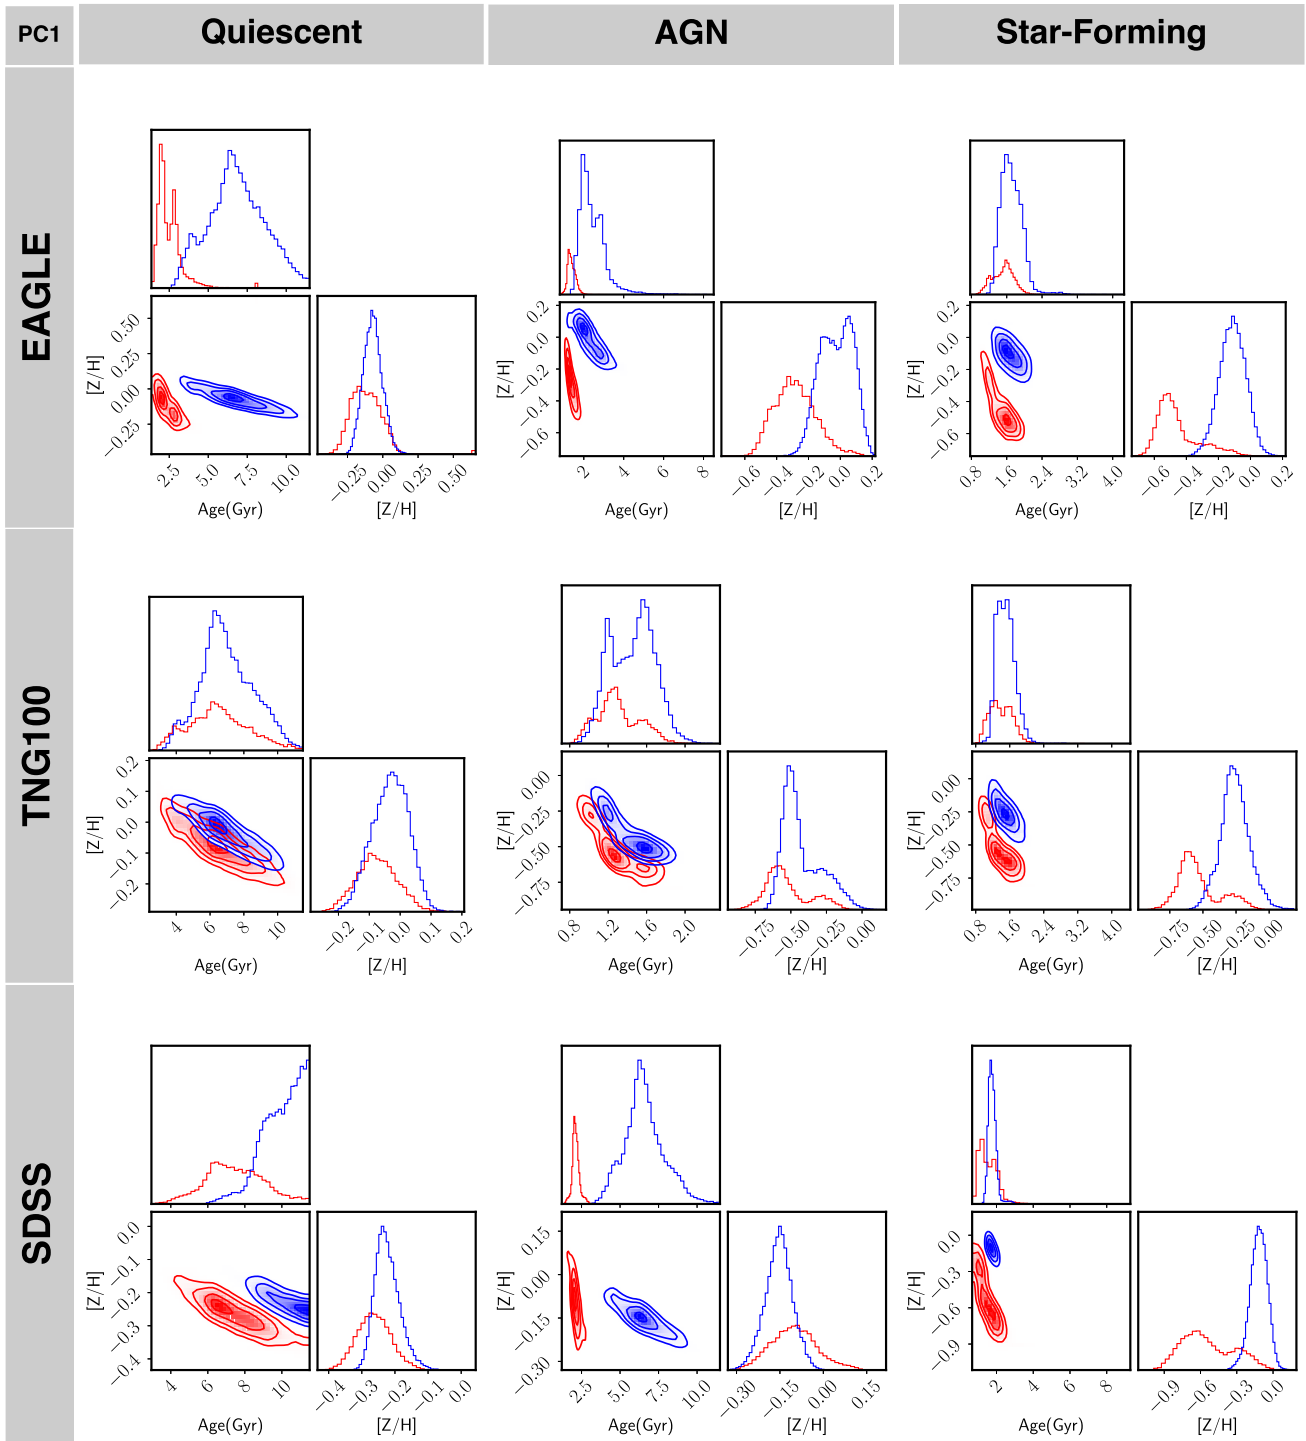 PC1 Quiescent AGN Star-Forming
EAGLE
0.50
0.25
0.00
−0.25
[Z/H]
2.5 5.0 7.5 10.0
Age(Gyr)
−0.25 0.00 0.25 0.50
[Z/H]
0.2
0.0
−0.2
−0.4
−0.6
[Z/H]
2 4 6 8
Age(Gyr)
−0.6 −0.4 −0.2 0.0 0.2
[Z/H]
0.2
0.0
−0.2
−0.4
−0.6
0.8 1.6 2.4 3.2 4.0
Age(Gyr)
−0.6 −0.4 −0.2 0.0 0.2
[Z/H]
TNG100
0.2
0.1
0.0
−0.1
−0.2
[Z/H]
4 6 8 10
Age(Gyr)
−0.2 −0.1 0.0 0.1 0.2
[Z/H]
0.00
−0.25
−0.50
−0.75
[Z/H]
0.8 1.2 1.6 2.0
Age(Gyr)
−0.75 −0.50 −0.25 0.00
[Z/H]
0.00
−0.25
−0.50
−0.75
[Z/H]
0.8 1.6 2.4 3.2 4.0
Age(Gyr)
−0.75 −0.50 −0.25 0.00
[Z/H]
SDSS
0.0
−0.1
−0.2
−0.3
−0.4
[Z/H]
4 6 8 10
Age(Gyr)
−0.4 −0.3 −0.2 −0.1 0.0
[Z/H]
0.15
0.00
−0.15
−0.30
[Z/H]
2.5 5.0 7.5 10.0
Age(Gyr)
−0.30 −0.15 0.00 0.15
[Z/H]
0.0
−0.3
−0.6
−0.9
[Z/H]
2 4 6 8
Age(Gyr)
−0.9 −0.6 −0.3 0.0
[Z/H]